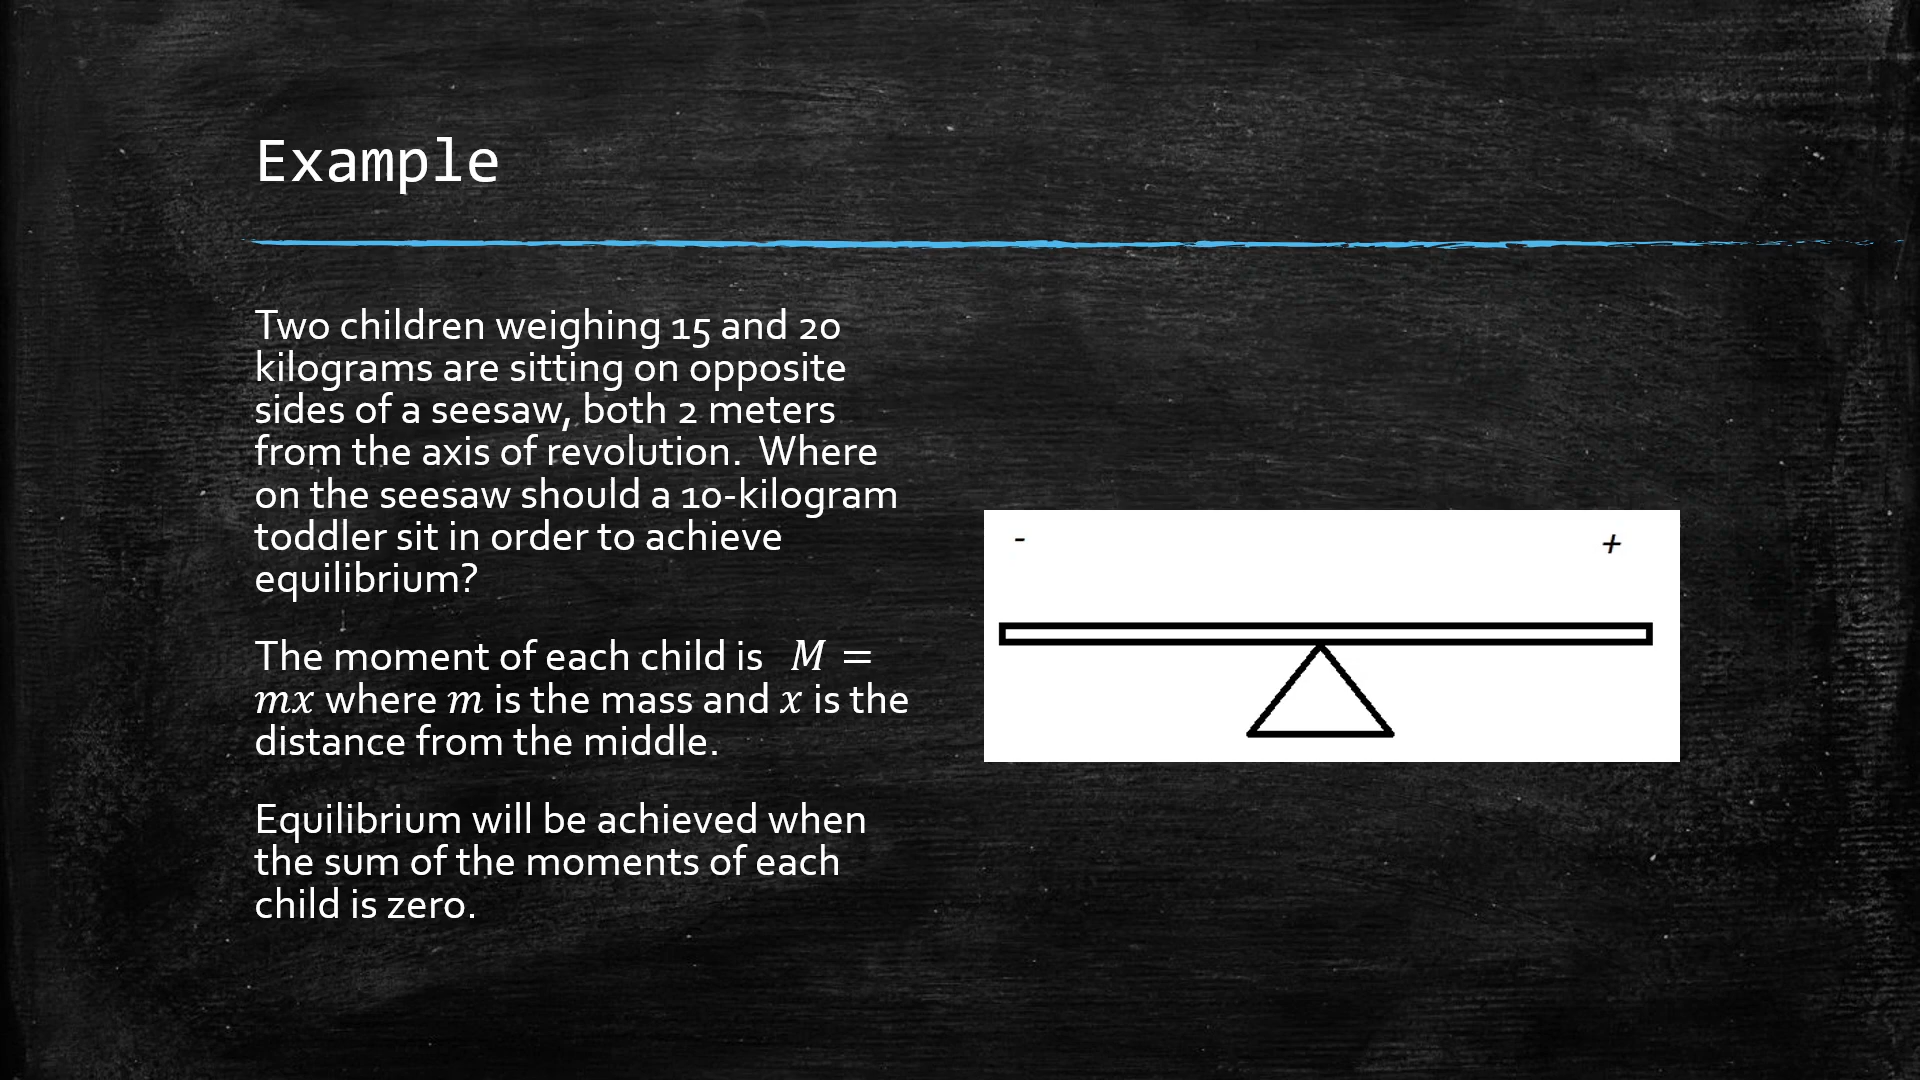 Example
Two children weighing 15 and 20
kilograms are sitting on opposite
sides of a seesaw, both 2 meters
from the axis of revolution.  Where
on the seesaw should a 10-kilogram
toddler sit in order to achieve
equilibrium?
The moment of each child is   𝑀 =
𝑚𝑥 where 𝑚 is the mass and 𝑥 is the
distance from the middle.
Equilibrium will be achieved when
the sum of the moments of each
child is zero.
- +